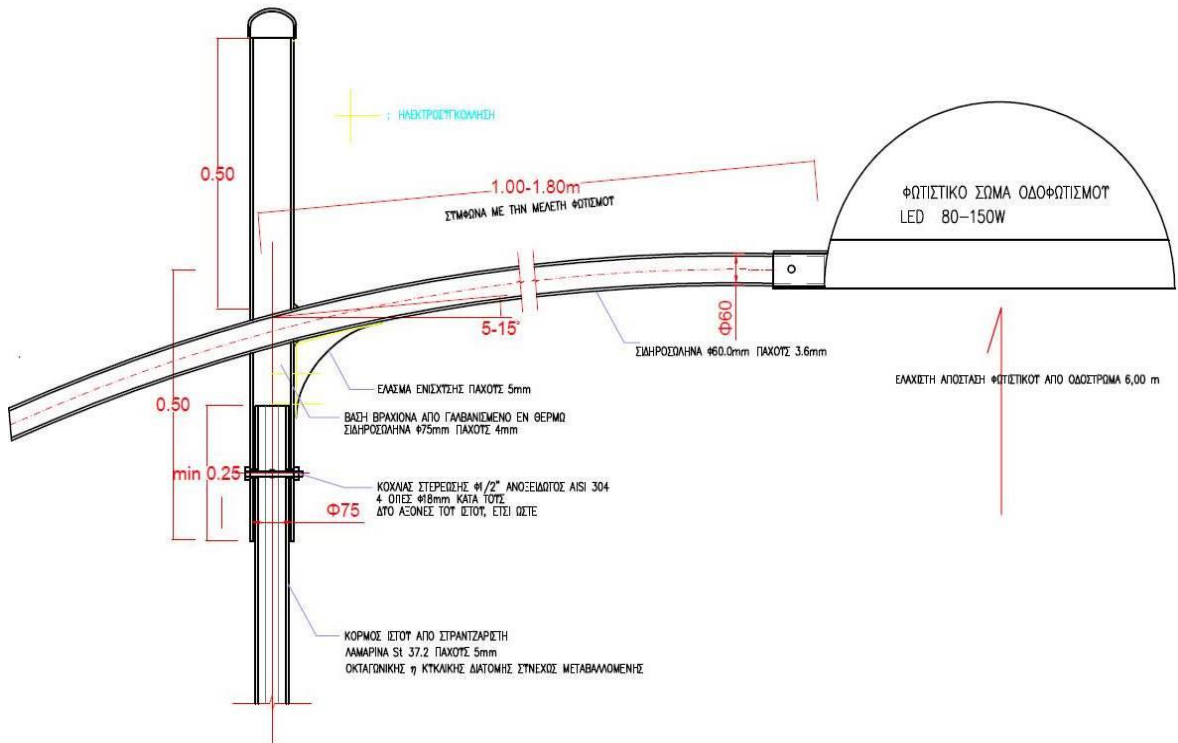 : ΗΛΕΚΤΡΟΣΥΓΚΟΛΛΗΣΗ
0.50
1.00-1.80m
ΣΥΜΦΩΝΑ ΜΕ ΤΗΝ ΜΕΛΕΤΗ ΦΩΤΙΣΜΟΥ
ΦΩΤΙΣΤΙΚΟ ΣΩΜΑ ΟΔΟΦΩΤΙΣΜΟΥ
LED 80-150W
5-15°
Φ60
ΣΙΔΗΡΟΣΩΛΗΝΑ Φ60.0mm ΠΑΧΟΥΣ 3.6mm
ΕΛΑΧΙΣΤΗ ΑΠΟΣΤΑΣΗ ΦΩΤΙΣΤΙΚΟΥ ΑΠΟ ΟΔΟΣΤΡΩΜΑ 6,00 m
ΕΛΑΣΜΑ ΕΝΙΣΧΥΣΗΣ ΠΑΧΟΥΣ 5mm
0.50
ΒΑΣΗ ΒΡΑΧΙΟΝΑ ΑΠΟ ΓΑΛΒΑΝΙΣΜΕΝΟ ΕΝ ΘΕΡΜΩ
ΣΙΔΗΡΟΣΩΛΗΝΑ Φ75mm ΠΑΧΟΥΣ 4mm
min 0.25
ΚΟΧΛΙΑΣ ΣΤΕΡΕΩΣΗΣ Φ1/2" ΑΝΟΞΕΙΔΩΤΟΣ AISI 304
4 ΟΠΕΣ Φ18mm ΚΑΤΑ ΤΟΥΣ
ΔΥΟ ΑΞΟΝΕΣ ΤΟΥ ΙΣΤΟΥ, ΕΤΣΙ ΩΣΤΕ
Φ75
ΚΟΡΜΟΣ ΙΣΤΟΥ ΑΠΟ ΣΤΡΑΝΤΖΑΡΙΣΤΗ
ΛΑΜΑΡΙΝΑ St 37.2 ΠΑΧΟΥΣ 5mm
ΟΚΤΑΓΩΝΙΚΗΣ η ΚΥΚΛΙΚΗΣ ΔΙΑΤΟΜΗΣ ΣΥΝΕΧΩΣ ΜΕΤΑΒΑΛΛΟΜΕΝΗΣ